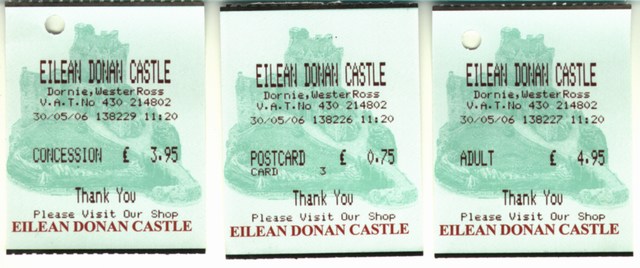 EILEAN DONAN CASTLE
Dornie,WesterRoss
V.A.T.No 430 214802
30/05/06 138229 11:20
CONCESSION £ 3.95
Thank You
Please Visit Our Shop
EILEAN DONAN CASTLE
EILEAN DONAN CASTLE
Dornie,WesterRoss
V.A.T.No 430 214802
30/05/06 138226 11:20
POSTCARD £ 0.75
CARD 3
Thank You
Please Visit Our Shop
EILEAN DONAN CASTLE
EILEAN DONAN CASTLE
Dornie,WesterRoss
V.A.T.No 430 214802
30/05/06 138227 11:20
ADULT £ 4.95
Thank You
Please Visit Our Shop
EILEAN DONAN CASTLE